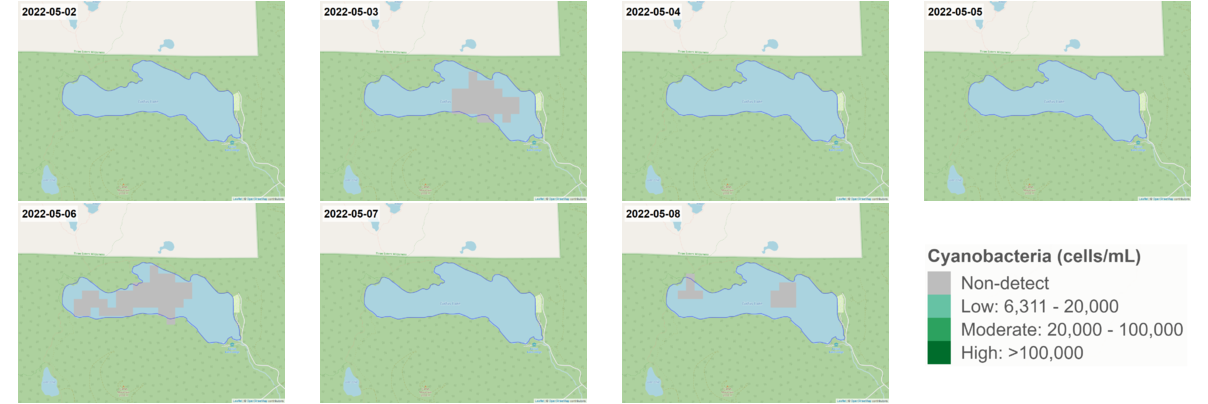 2022-05-02
2022-05-03
2022-05-04
2022-05-05
2022-05-06
2022-05-07
2022-05-08
Cyanobacteria (cells/mL)
Non-detect
Low: 6,311 - 20,000
Moderate: 20,000 - 100,000
High: >100,000